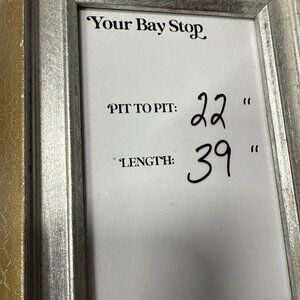 Your Bay Stop
PIT TO PIT: 22 "
LENGTH: 39 "